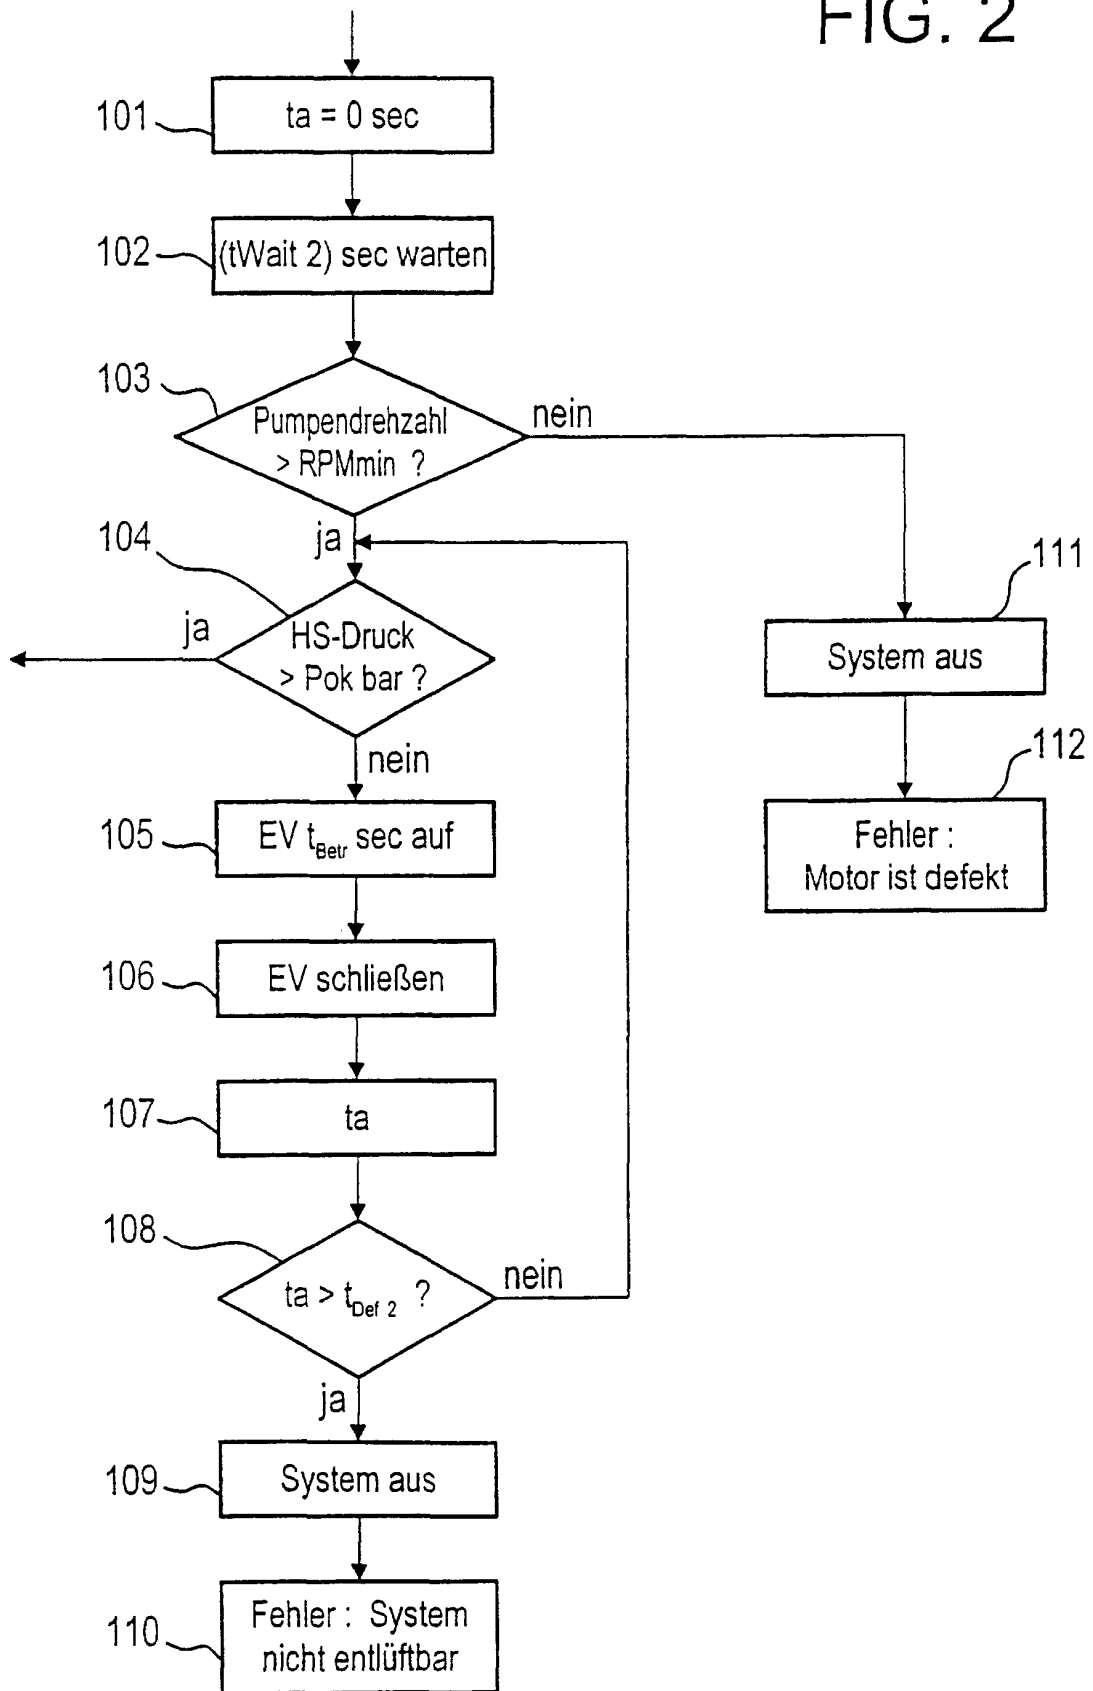 FIG. 2
101
ta = 0 sec
102
(tWait 2) sec warten
103
Pumpendrehzahl
> RPMmin ?
nein
ja
104
ja
HS-Druck
> Pok bar ?
nein
111
System aus
112
Fehler :
Motor ist defekt
105
EV tBetr sec auf
106
EV schließen
107
ta
108
ta > tDef 2 ?
nein
ja
109
System aus
110
Fehler : System
nicht entlüftbar